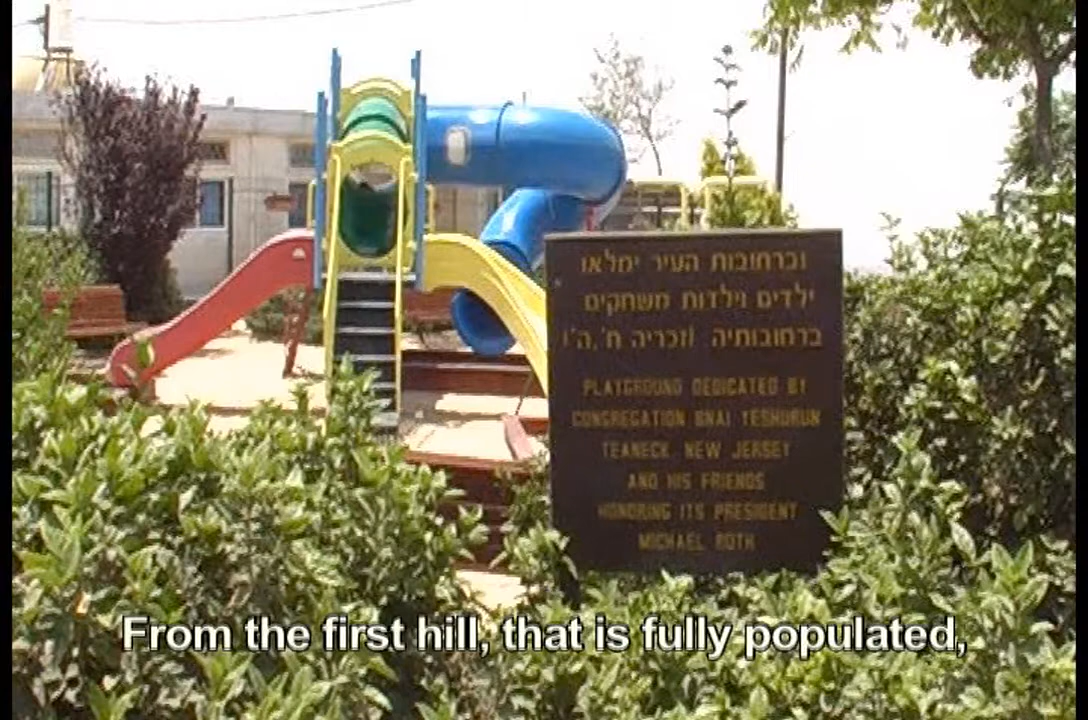 וברחובות העיר ימלאו
ילדים וילדות משחקים
ברחובותיה (זכריה ח',ה')
PLAYGROUND DEDICATED BY
CONGREGATION BNAI YESHURUN
TEANECK NEW JERSEY
AND HIS FRIENDS
HONORING ITS PRESIDENT
MICHAEL ROTH
From the first hill, that is fully populated,